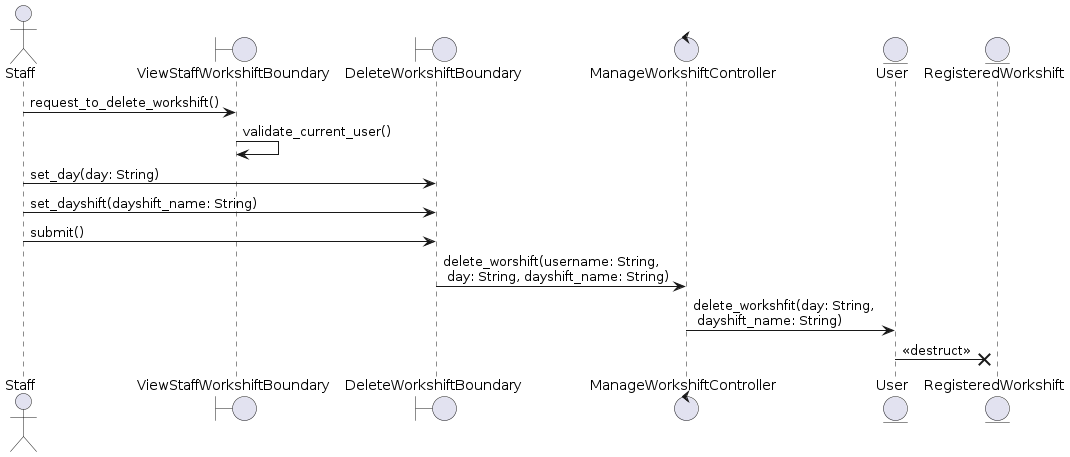 Staff
ViewStaffWorkshiftBoundary
DeleteWorkshiftBoundary
ManageWorkshiftController
User
RegisteredWorkshift
request_to_delete_workshift()
validate_current_user()
set_day(day: String)
set_dayshift(dayshift_name: String)
submit()
delete_worshift(username: String,
day: String, dayshift_name: String)
delete_workshfit(day: String,
dayshift_name: String)
«destruct»
Staff
ViewStaffWorkshiftBoundary
DeleteWorkshiftBoundary
ManageWorkshiftController
User
RegisteredWorkshift